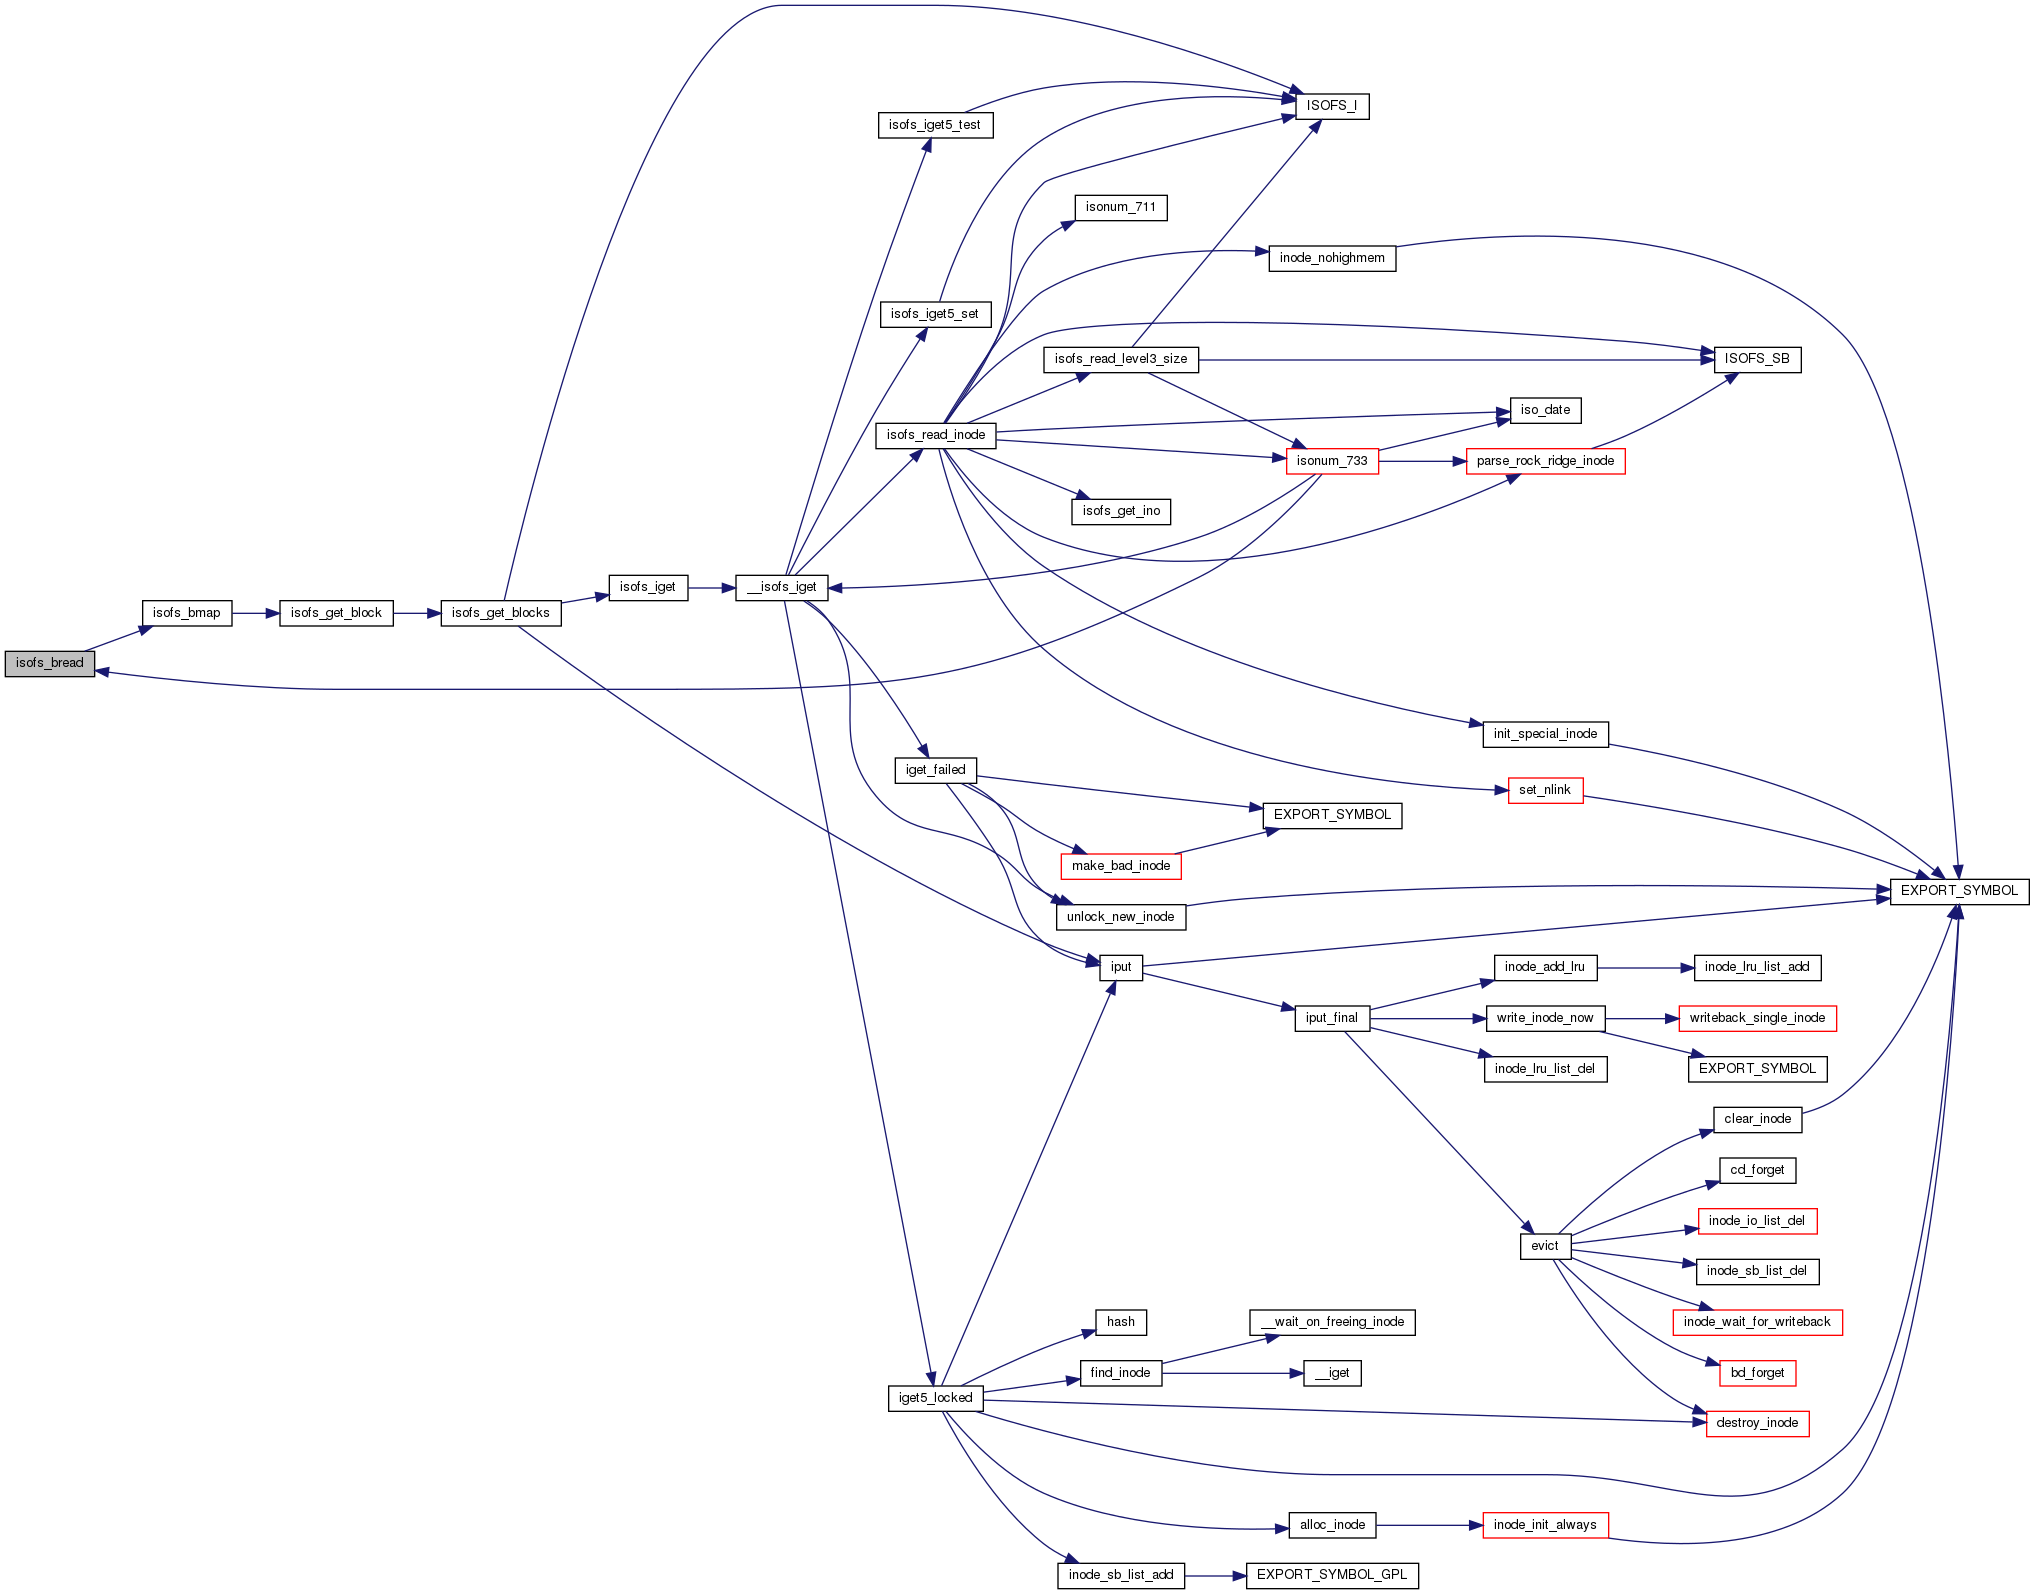 ISOFS_I
isofs_iget5_test
isonum_711
inode_nohighmem
isofs_iget5_set
isofs_read_level3_size
ISOFS_SB
iso_date
isofs_read_inode
isonum_733
parse_rock_ridge_inode
isofs_get_ino
isofs_iget
__isofs_iget
isofs_bmap
isofs_get_block
isofs_get_blocks
isofs_bread
init_special_inode
iget_failed
set_nlink
EXPORT_SYMBOL
make_bad_inode
EXPORT_SYMBOL
unlock_new_inode
iput
inode_add_lru
inode_lru_list_add
iput_final
write_inode_now
writeback_single_inode
inode_lru_list_del
EXPORT_SYMBOL
clear_inode
cd_forget
inode_io_list_del
evict
inode_sb_list_del
hash
__wait_on_freeing_inode
inode_wait_for_writeback
find_inode
__iget
bd_forget
iget5_locked
destroy_inode
alloc_inode
inode_init_always
inode_sb_list_add
EXPORT_SYMBOL_GPL